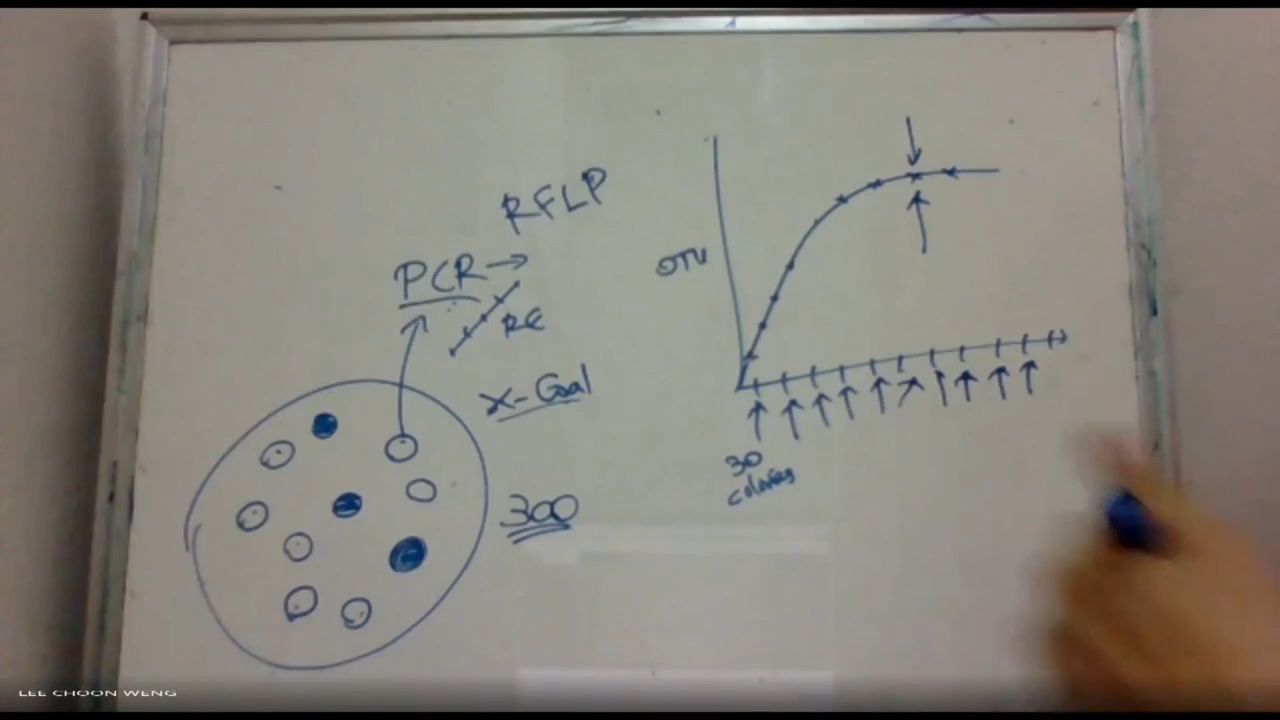 RFLP
PCR →
RE
X-Gal
300
OTU
30
colonies
LEE CHOON WENG